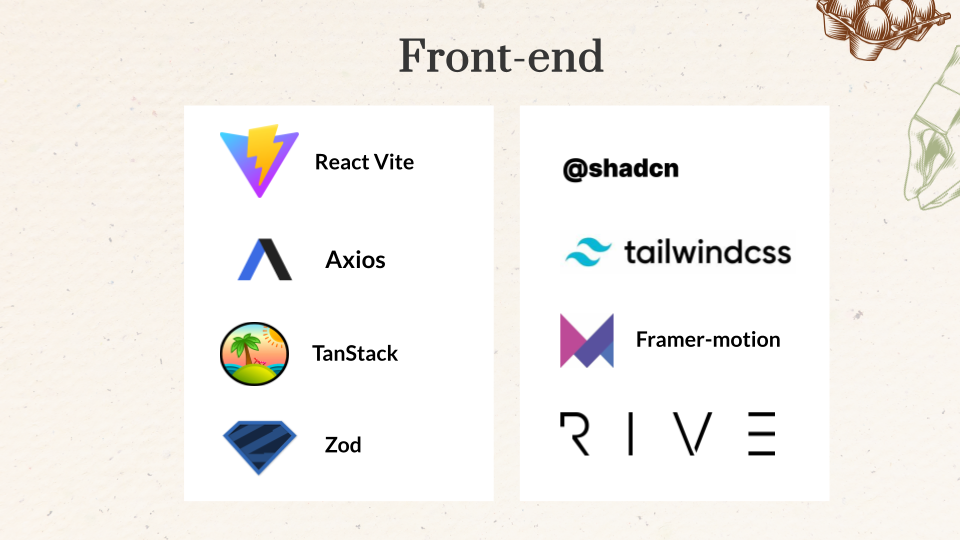 Front-end
React Vite
Axios
TanStack
Zod
@shadcn
tailwindcss
Framer-motion
RIVE